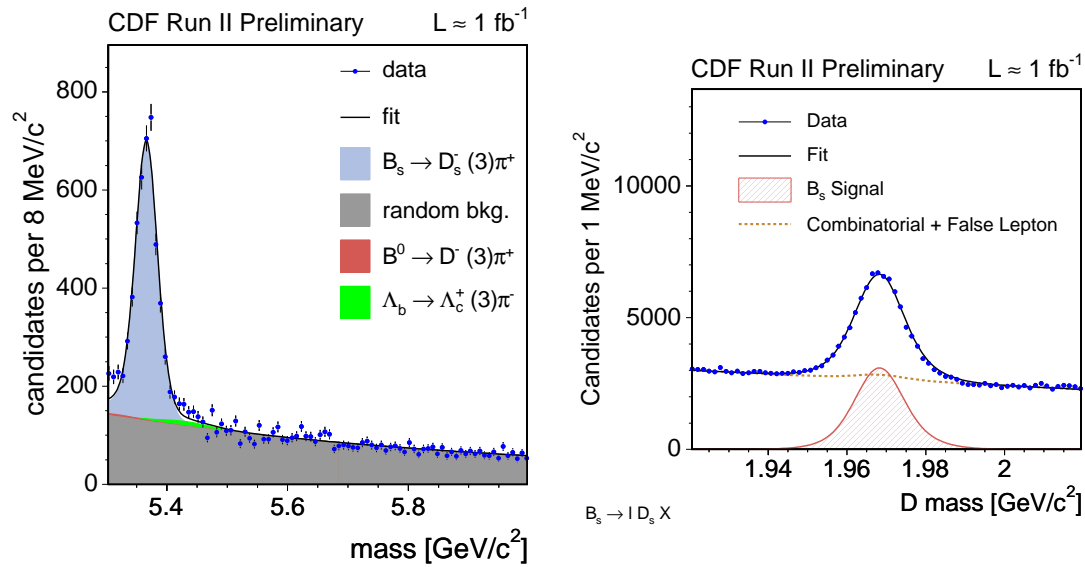 CDF Run II Preliminary L ≈ 1 fb⁻¹
candidates per 8 MeV/c²
800
600
400
200
0
data
fit
Bₛ → Dₛ⁻ (3)π⁺
random bkg.
B⁰ → D⁻ (3)π⁺
Λ_b → Λ_c⁺ (3)π⁻
5.4 5.6 5.8
mass [GeV/c²]
CDF Run II Preliminary L ≈ 1 fb⁻¹
Candidates per 1 MeV/c²
10000
5000
0
Data
Fit
Bₛ Signal
Combinatorial + False Lepton
1.94 1.96 1.98 2
D mass [GeV/c²]
Bₛ → l Dₛ X